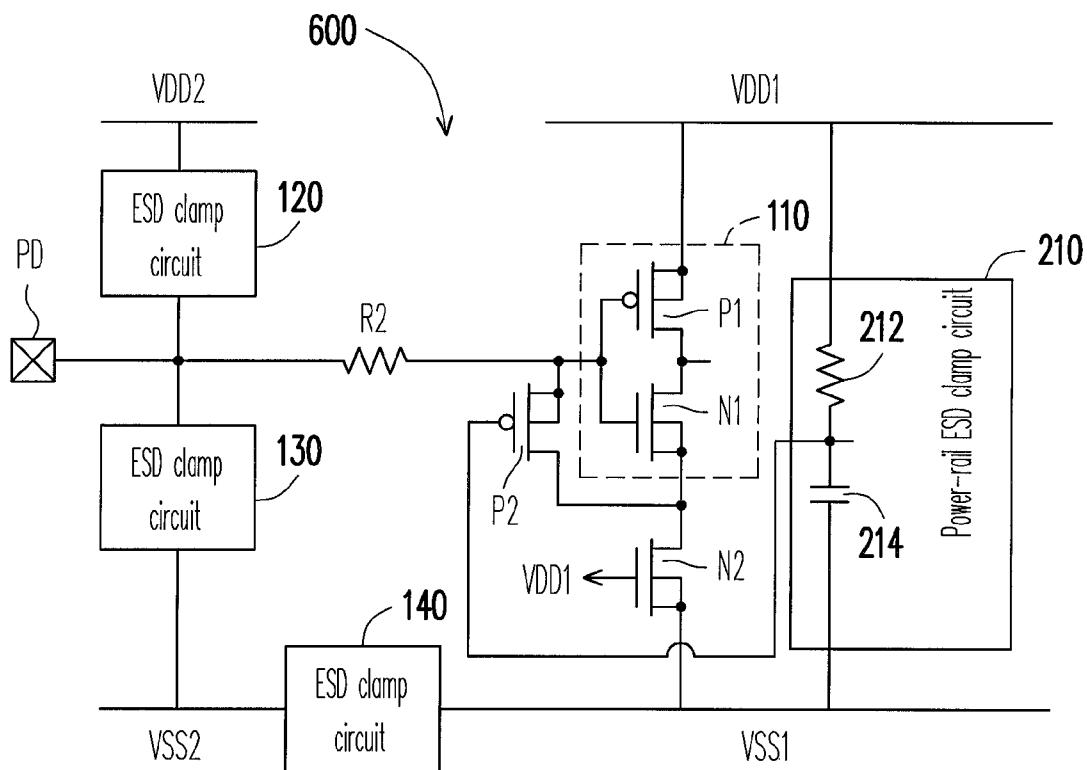 600
VDD2
VDD1
ESD clamp
circuit
120
110
PD
210
R2
P1
212
Power-rail ESD clamp circuit
N1
ESD clamp
circuit
130
P2
214
VDD1
N2
140
ESD clamp
circuit
VSS2
VSS1